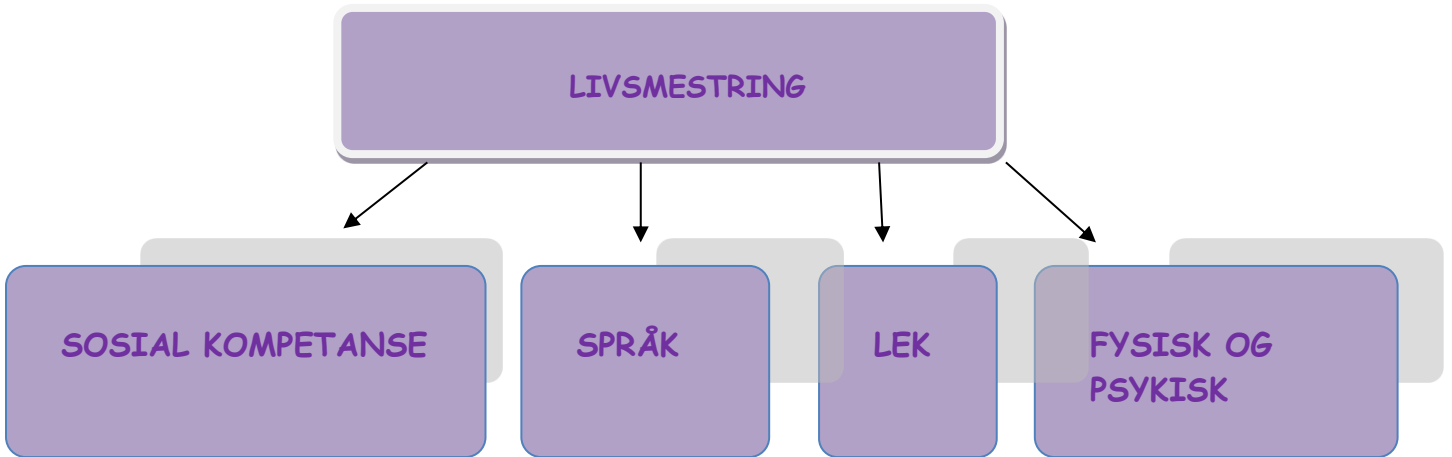 LIVSMESTRING
SOSIAL KOMPETANSE
SPRÅK
LEK
FYSISK OG
PSYKISK